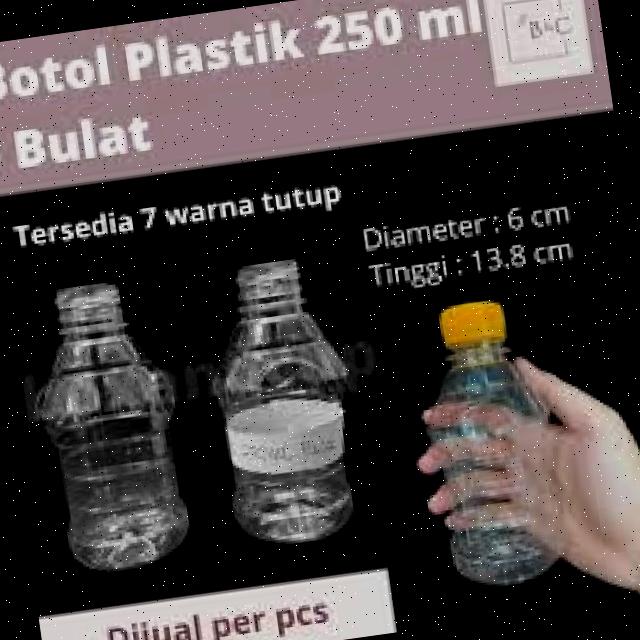 Botol Plastik 250 ml
Bulat
Tersedia 7 warna tutup
Diameter : 6 cm
Tinggi : 13.8 cm
Dijual per pcs